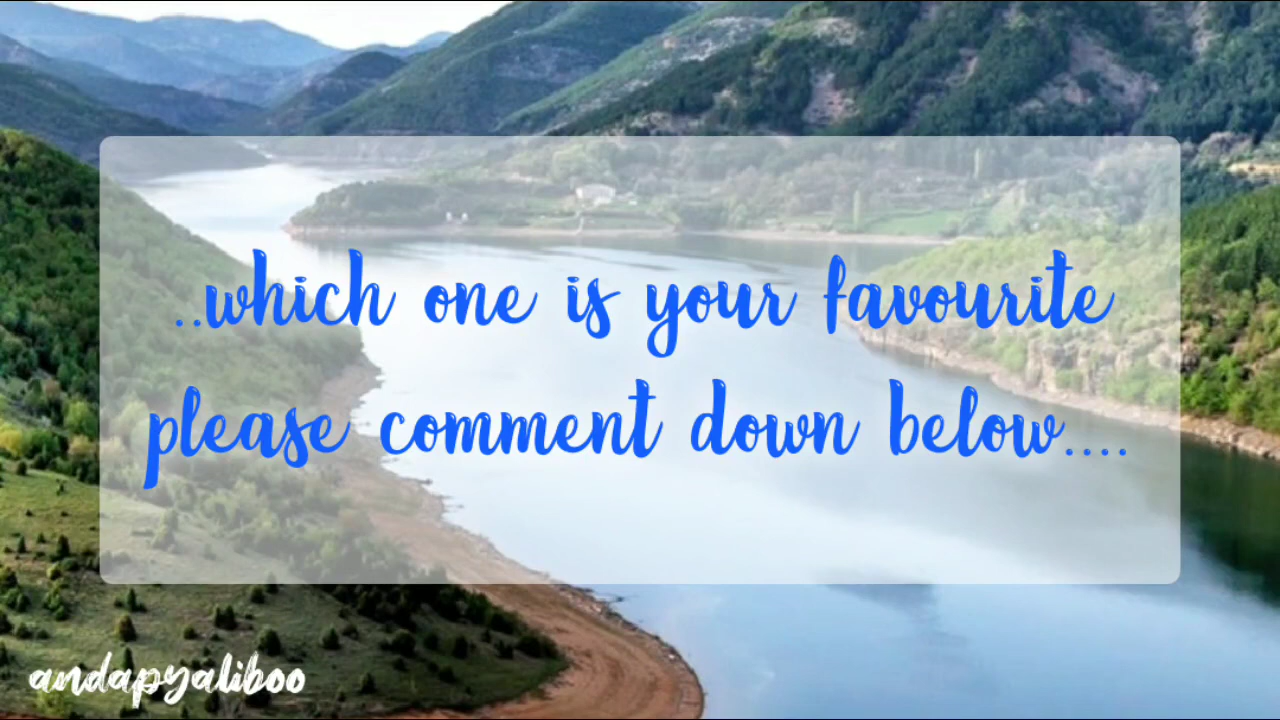 ..which one is your favourite
please comment down below....
andapyaliboo